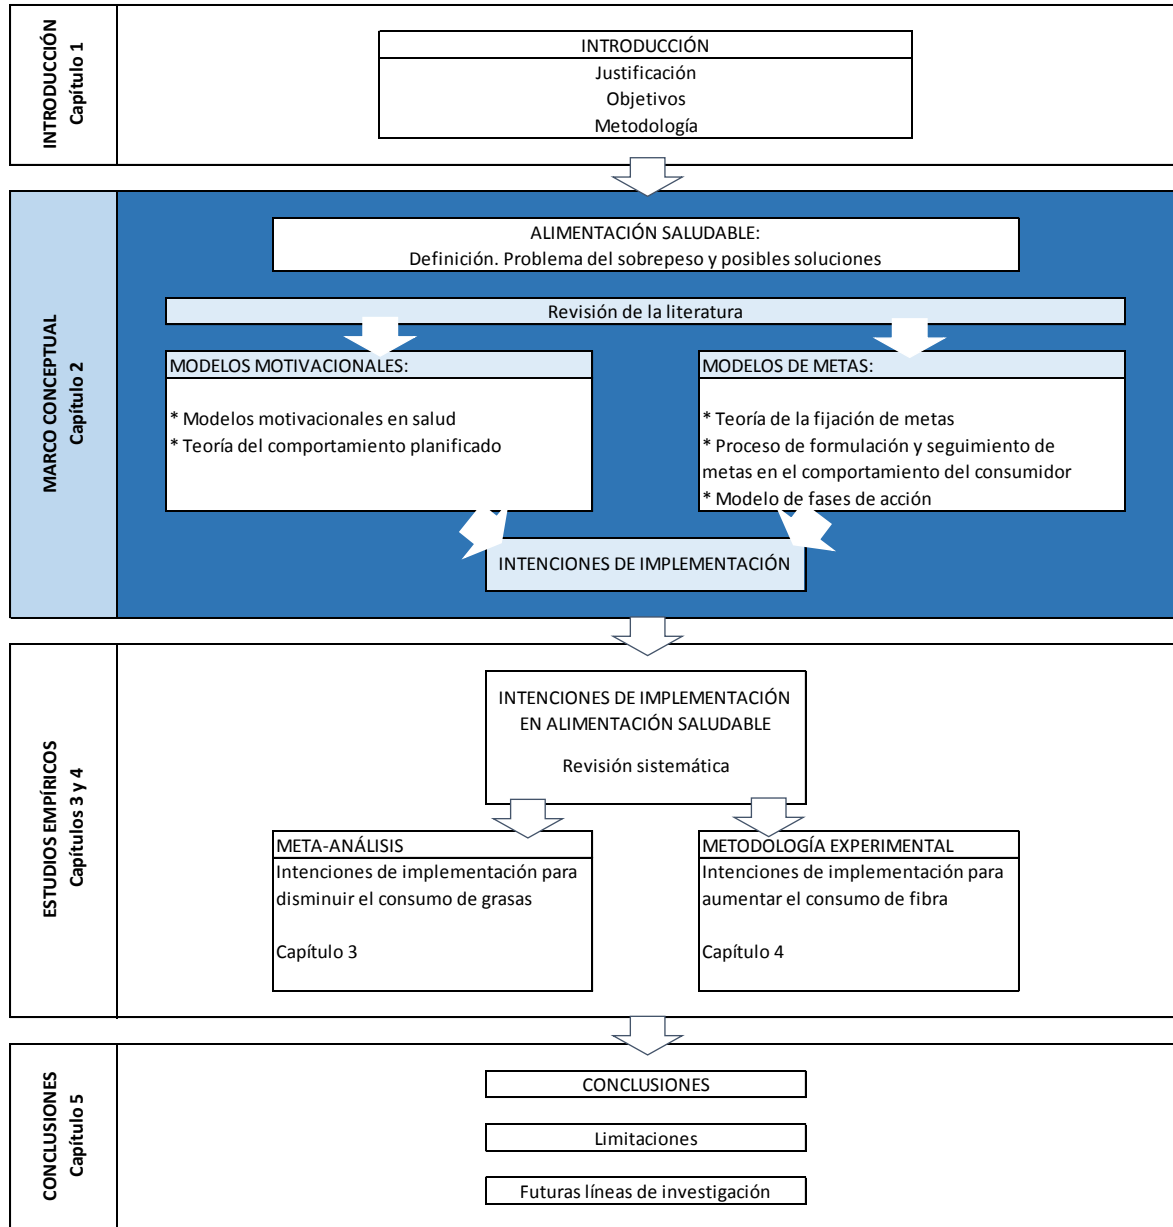 INTRODUCCIÓN
Capítulo 1
INTRODUCCIÓN
Justificación
Objetivos
Metodología
MARCO CONCEPTUAL
Capítulo 2
ALIMENTACIÓN SALUDABLE:
Definición. Problema del sobrepeso y posibles soluciones
Revisión de la literatura
MODELOS MOTIVACIONALES:
* Modelos motivacionales en salud
* Teoría del comportamiento planificado
MODELOS DE METAS:
* Teoría de la fijación de metas
* Proceso de formulación y seguimiento de
metas en el comportamiento del consumidor
* Modelo de fases de acción
INTENCIONES DE IMPLEMENTACIÓN
ESTUDIOS EMPÍRICOS
Capítulos 3 y 4
INTENCIONES DE IMPLEMENTACIÓN
EN ALIMENTACIÓN SALUDABLE
Revisión sistemática
META-ANÁLISIS
Intenciones de implementación para
disminuir el consumo de grasas
Capítulo 3
METODOLOGÍA EXPERIMENTAL
Intenciones de implementación para
aumentar el consumo de fibra
Capítulo 4
CONCLUSIONES
Capítulo 5
CONCLUSIONES
Limitaciones
Futuras líneas de investigación